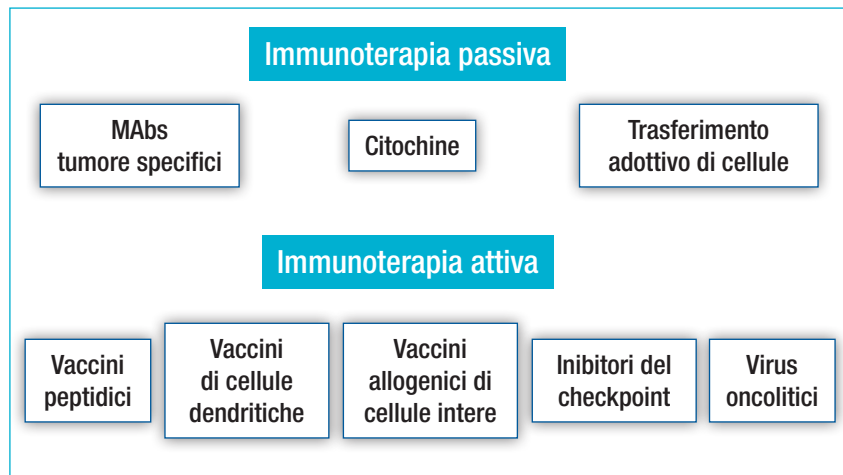 Immunoterapia passiva
MAbs
tumore specifici
Citochine
Trasferimento
adottivo di cellule
Immunoterapia attiva
Vaccini
peptidici
Vaccini
di cellule
dendritiche
Vaccini
allogenici di
cellule intere
Inibitori del
checkpoint
Virus
oncolitici